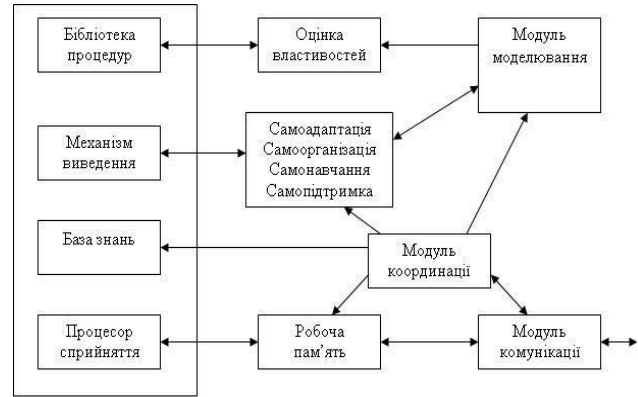 Бібліотека
процедур
Оцінка
властивостей
Модуль
моделювання
Механізм
виведення
Самоадаптація
Самоорганізація
Самонавчання
Самопідтримка
База знань
Модуль
координації
Процесор
сприйняття
Робоча
пам’ять
Модуль
комунікації